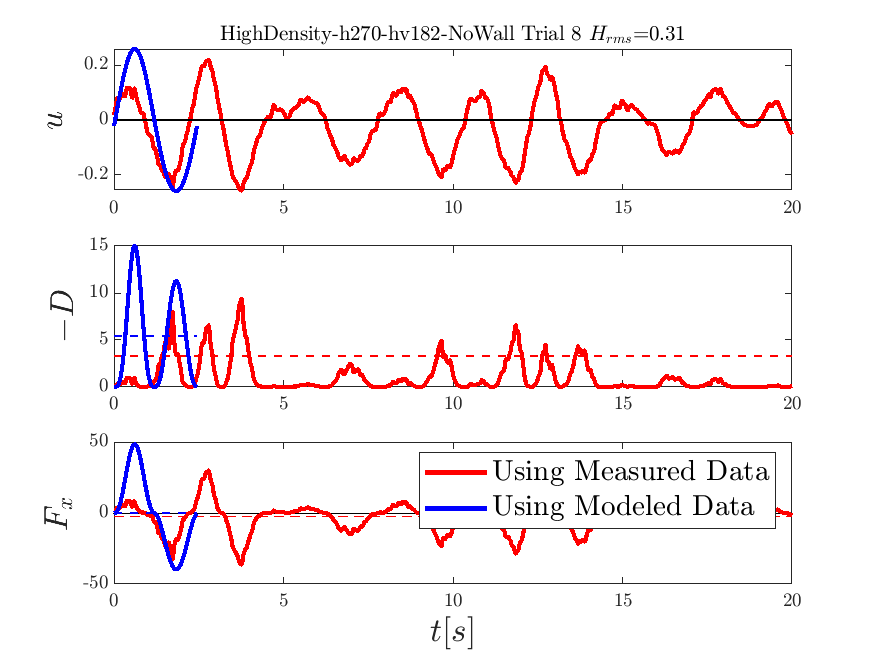 HighDensity-h270-hv182-NoWall Trial 8 H_{rms}=0.31
0.2
0
-0.2
u
0 5 10 15 20
15
10
5
0
−D
0 5 10 15 20
50
0
-50
F_x
Using Measured Data
Using Modeled Data
0 5 10 15 20
t[s]